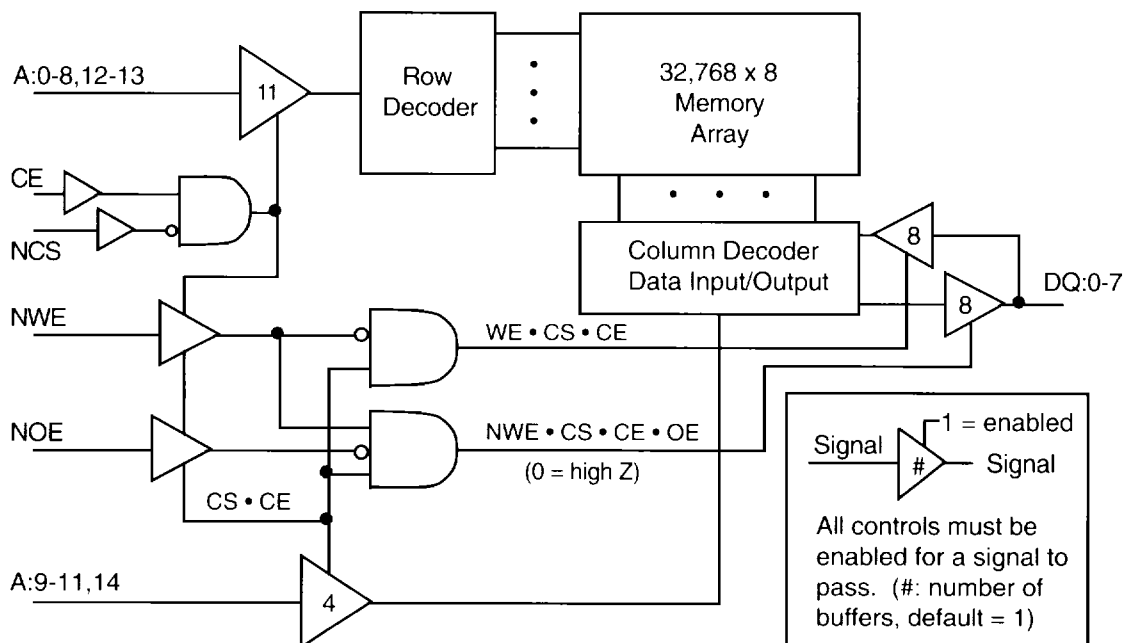 A:0-8,12-13
11
Row
Decoder
32,768 x 8
Memory
Array
CE
NCS
Column Decoder
Data Input/Output
8
8
DQ:0-7
NWE
WE • CS • CE
NOE
NWE • CS • CE • OE
(0 = high Z)
CS • CE
A:9-11,14
4
1 = enabled
Signal
#
Signal
All controls must be
enabled for a signal to
pass. (#: number of
buffers, default = 1)